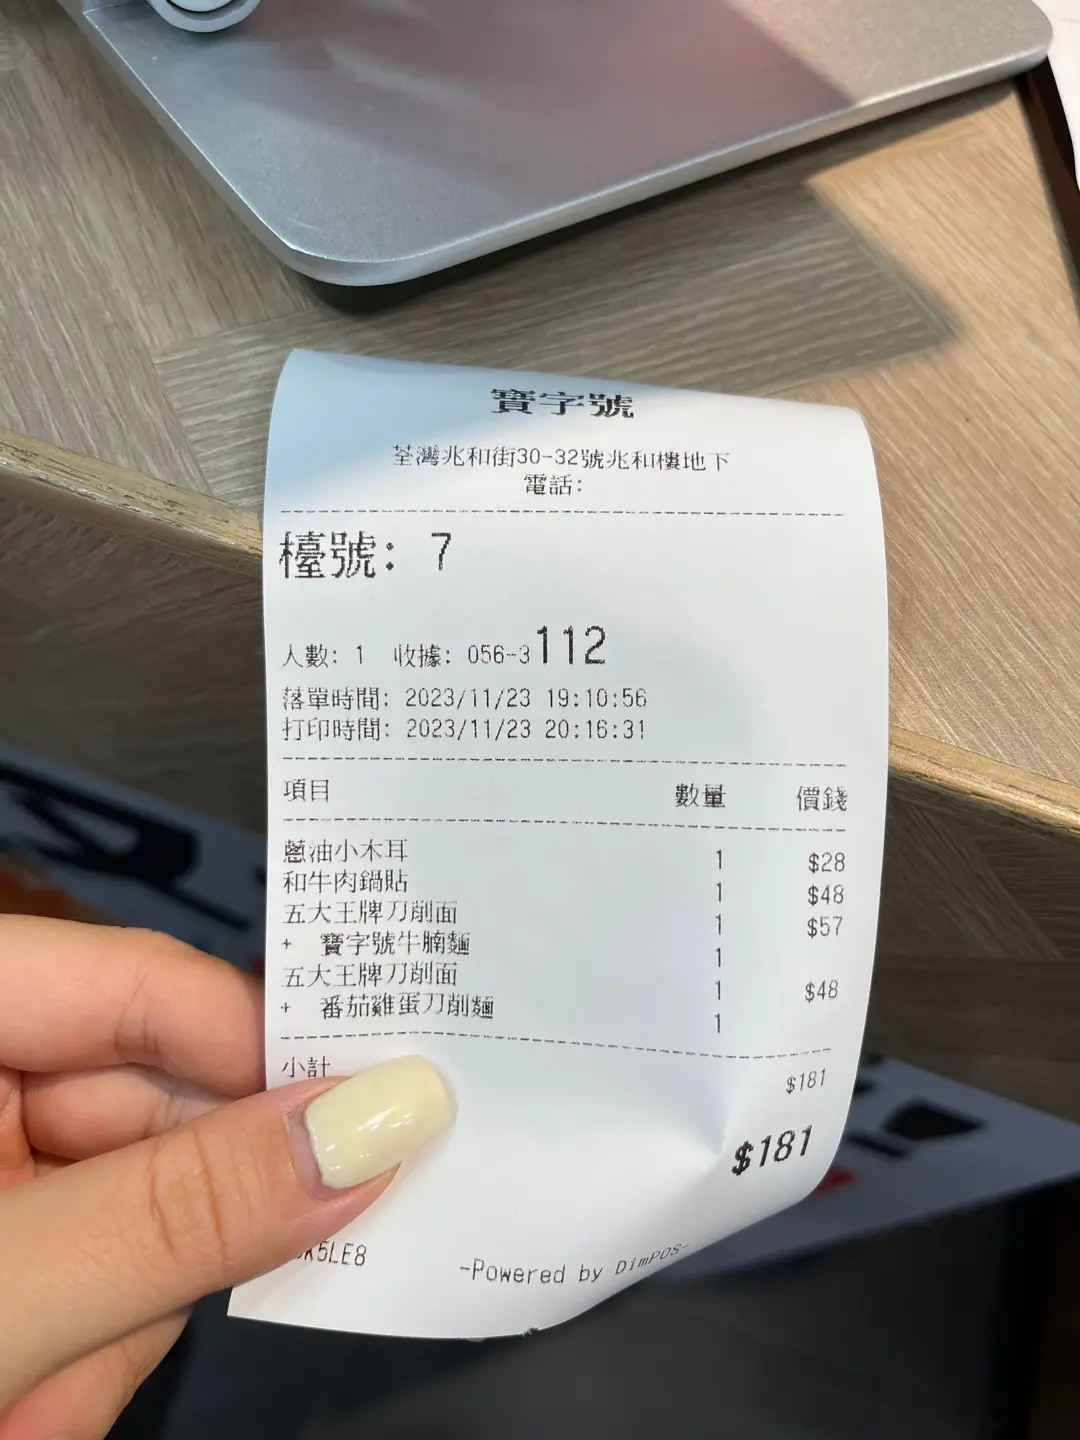 寶字號
荃灣兆和街30-32號兆和樓地下
電話:
檯號: 7
人數: 1 收據: 056-3112
落單時間: 2023/11/23 19:10:56
打印時間: 2023/11/23 20:16:31
項目 數量 價錢
蔥油小木耳 1 $28
和牛肉鍋貼 1 $48
五大王牌刀削面 1 $57
+ 寶字號牛腩麵 1
五大王牌刀削面 1 $48
+ 番茄雞蛋刀削麵 1
小計 $181
$181
K5LE8 -Powered by DimPOS-